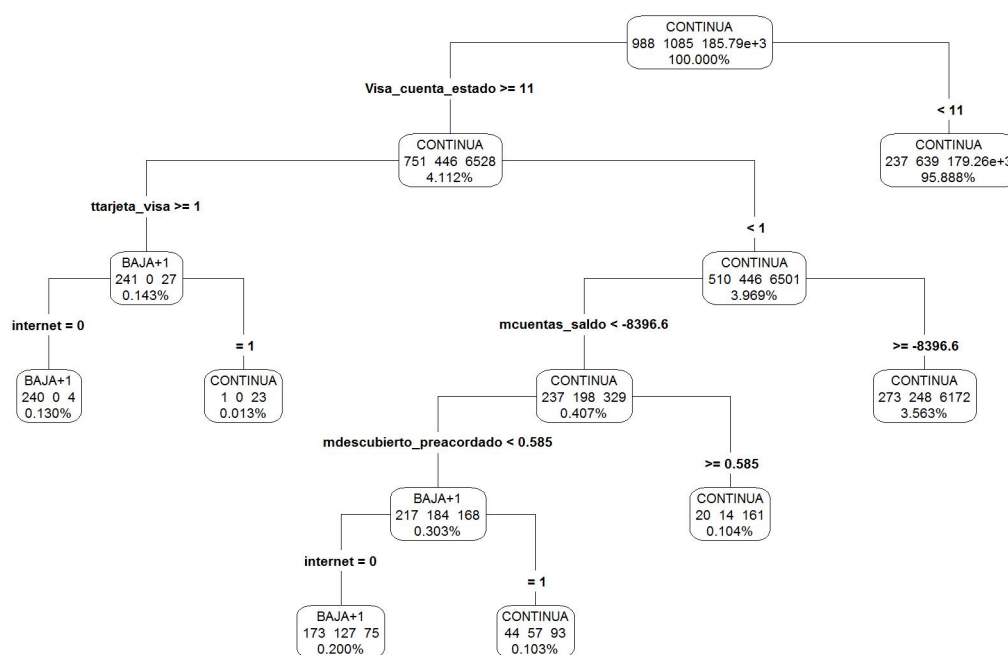 CONTINUA
988 1085 185.79e+3
100.000%
Visa_cuenta_estado >= 11
< 11
CONTINUA
751 446 6528
4.112%
CONTINUA
237 639 179.26e+3
95.888%
ttarjeta_visa >= 1
< 1
BAJA+1
241 0 27
0.143%
CONTINUA
510 446 6501
3.969%
internet = 0
= 1
mcuentas_saldo < -8396.6
>= -8396.6
BAJA+1
240 0 4
0.130%
CONTINUA
1 0 23
0.013%
CONTINUA
237 198 329
0.407%
CONTINUA
273 248 6172
3.563%
mdescubierto_preacordado < 0.585
>= 0.585
BAJA+1
217 184 168
0.303%
CONTINUA
20 14 161
0.104%
internet = 0
= 1
BAJA+1
173 127 75
0.200%
CONTINUA
44 57 93
0.103%